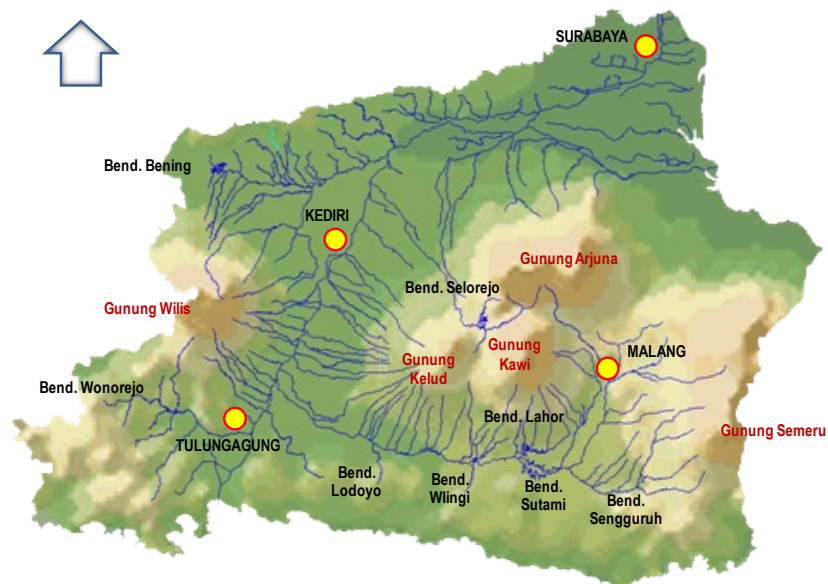 SURABAYA
Bend. Bening
KEDIRI
Gunung Arjuna
Bend. Selorejo
Gunung Wilis
Gunung
Kawi
MALANG
Gunung
Kelud
Bend. Wonorejo
Bend. Lahor
Gunung Semeru
TULUNGAGUNG
Bend.
Lodoyo
Bend.
Wlingi
Bend.
Sutami
Bend.
Sengguruh